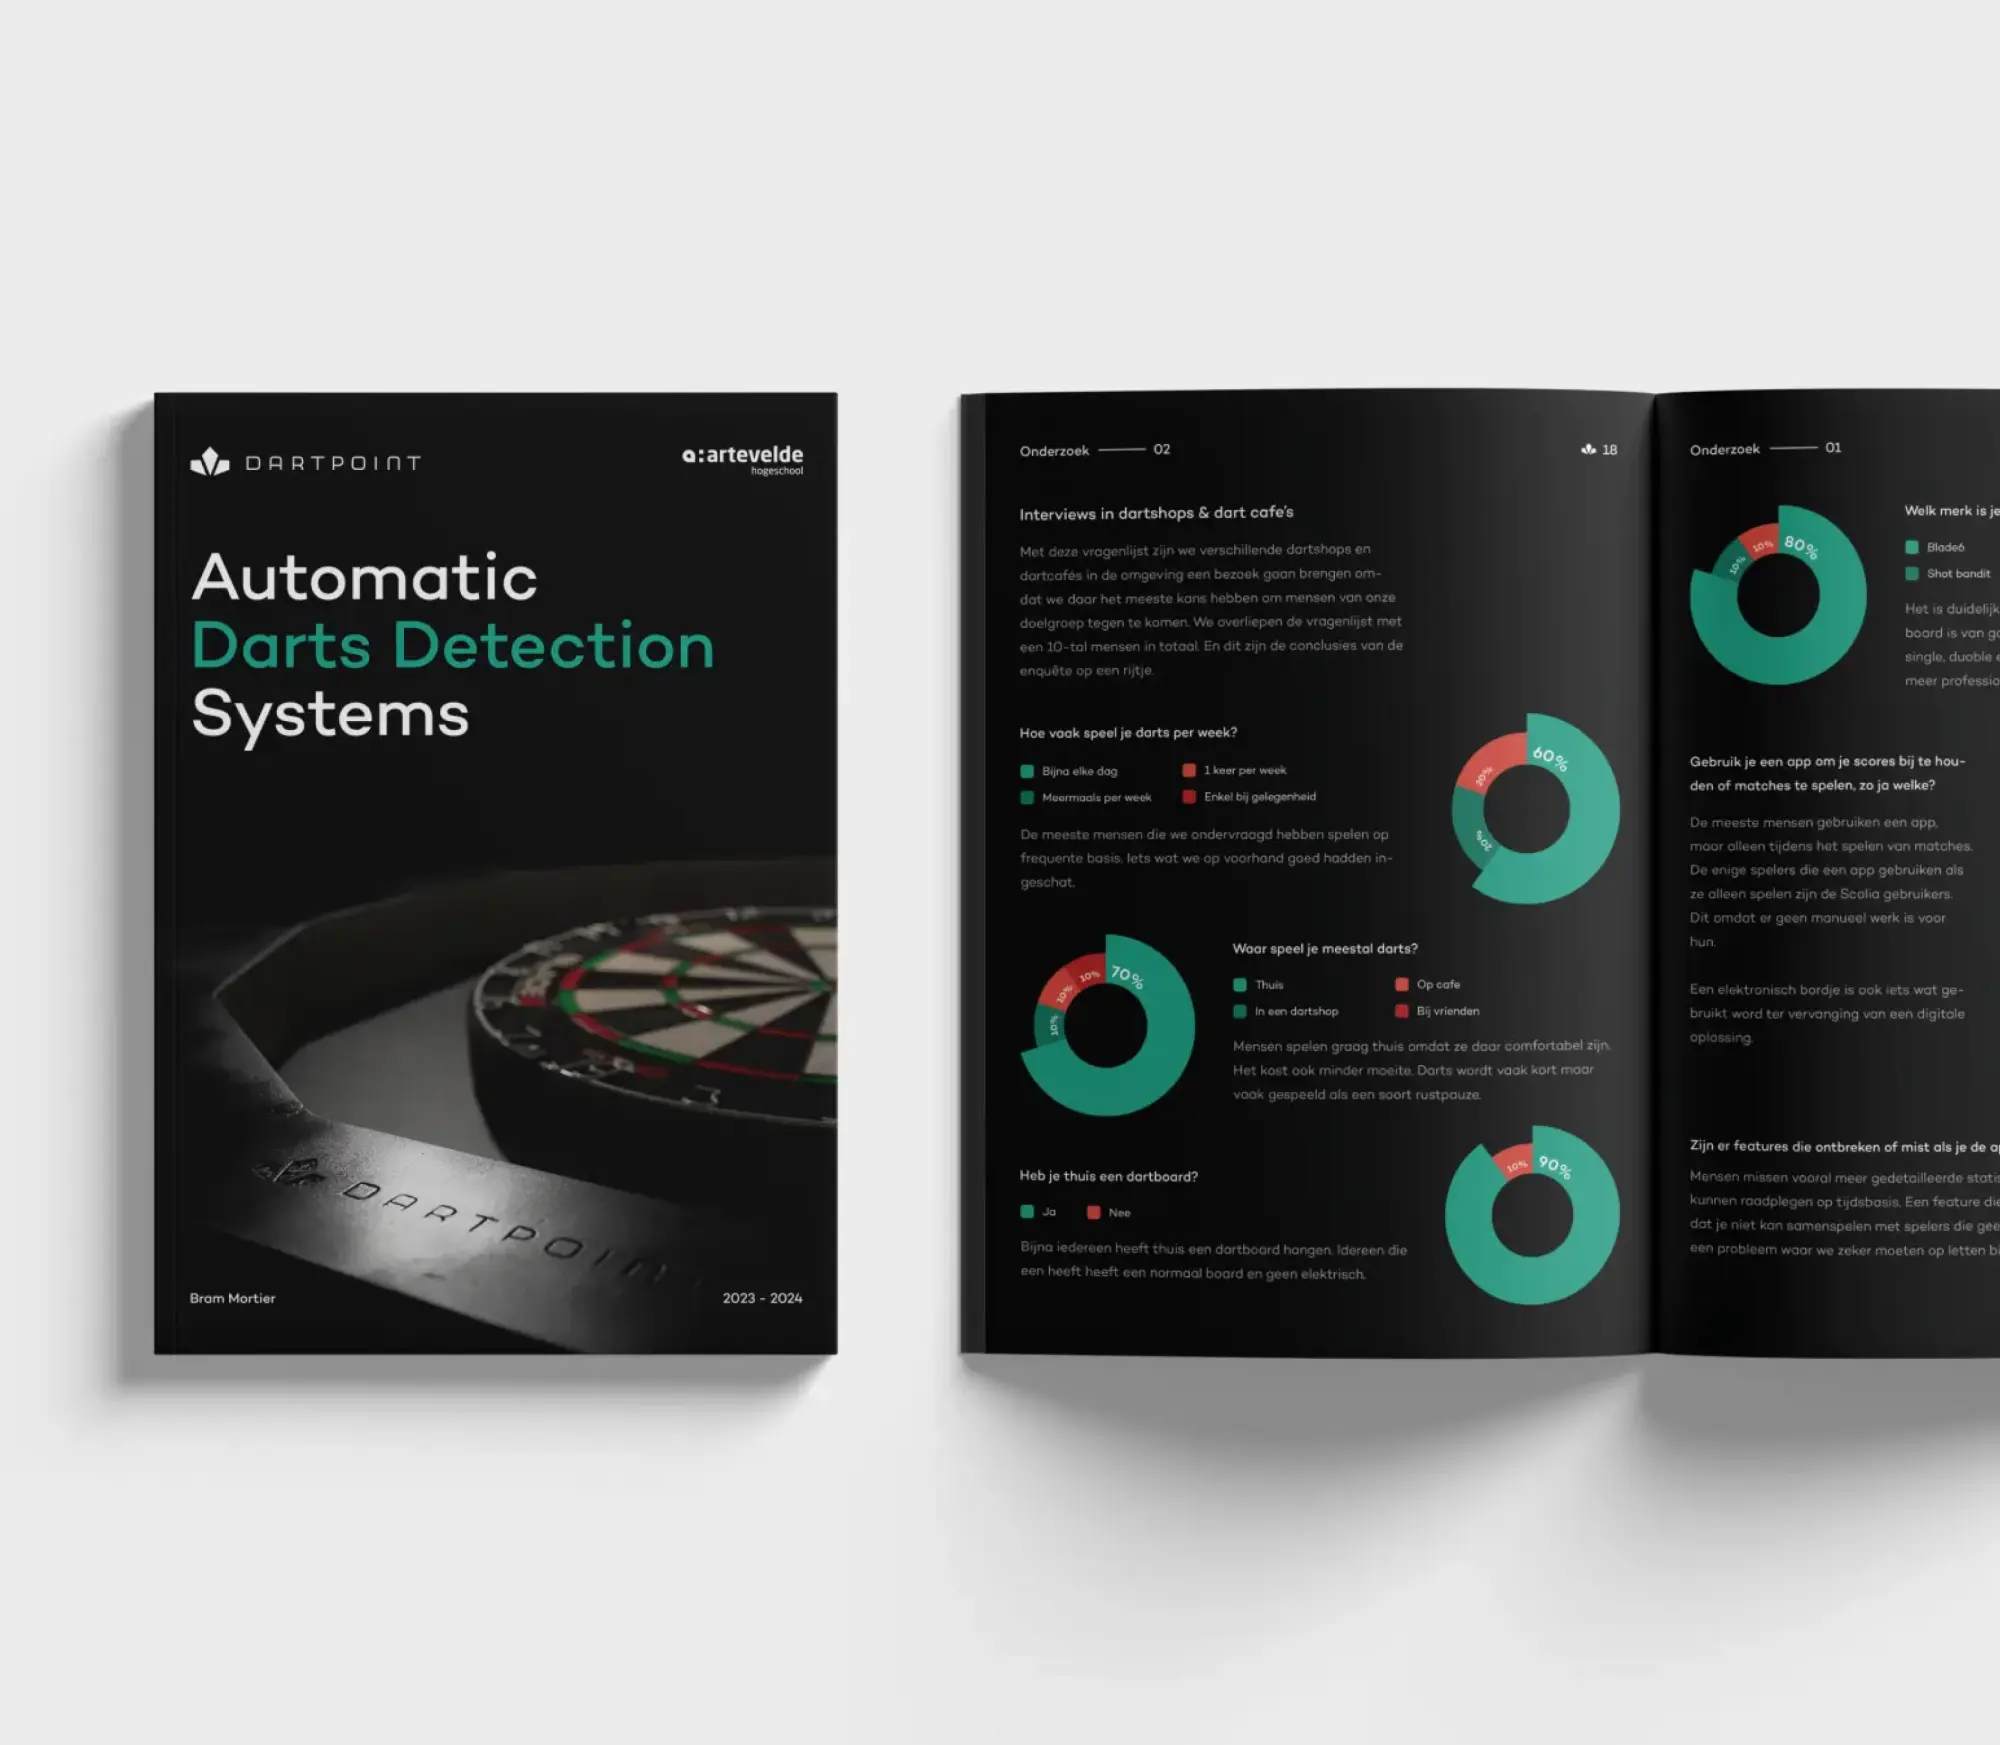 DARTPOINT
a:artevelde
hogeschool
Automatic
Darts Detection
Systems
DARTPOINT
Bram Mortier
2023 - 2024
Onderzoek
02
18
Interviews in dartshops & dart cafe's
Met deze vragenlijst zijn we verschillende dartshops en
dartcafés in de omgeving een bezoek gaan brengen om-
dat we daar het meeste kans hebben om mensen van onze
doelgroep tegen te komen. We overliepen de vragenlijst met
een 10-tal mensen in totaal. En dit zijn de conclusies van de
enquête op een rijtje.
Hoe vaak speel je darts per week?
Bijna elke dag
1 keer per week
Meermaals per week
Enkel bij gelegenheid
De meeste mensen die we ondervraagd hebben spelen op
frequente basis. Iets wat we op voorhand goed hadden in-
geschat.
60%
20%
20%
70%
10%
10%
10%
Waar speel je meestal darts?
Thuis
Op cafe
In een dartshop
Bij vrienden
Mensen spelen graag thuis omdat ze daar comfortabel zijn.
Het kost ook minder moeite. Darts wordt vaak kort maar
vaak gespeeld als een soort rustpauze.
Heb je thuis een dartboard?
Ja
Nee
Bijna iedereen heeft thuis een dartboard hangen. Idereen die
een heeft heeft een normaal board en geen elektrisch.
90%
10%
Onderzoek
01
80%
10%
10%
Welk merk is je
Blade6
Shot bandit
Het is duidelijk
board is van go
single, duoble e
meer professio
Gebruik je een app om je scores bij te hou-
den of matches te spelen, zo ja welke?
De meeste mensen gebruiken een app,
maar alleen tijdens het spelen van matches.
De enige spelers die een app gebruiken als
ze alleen spelen zijn de Scolia gebruikers.
Dit omdat er geen manueel werk is voor
hun.
Een elektronisch bordje is ook iets wat ge-
bruikt word ter vervanging van een digitale
oplossing.
Zijn er features die ontbreken of mist als je de a
Mensen missen vooral meer gedetailleerde statis
kunnen raadplegen op tijdsbasis. Een feature die
dat je niet kan samenspelen met spelers die gee
een probleem waar we zeker moeten op letten bi